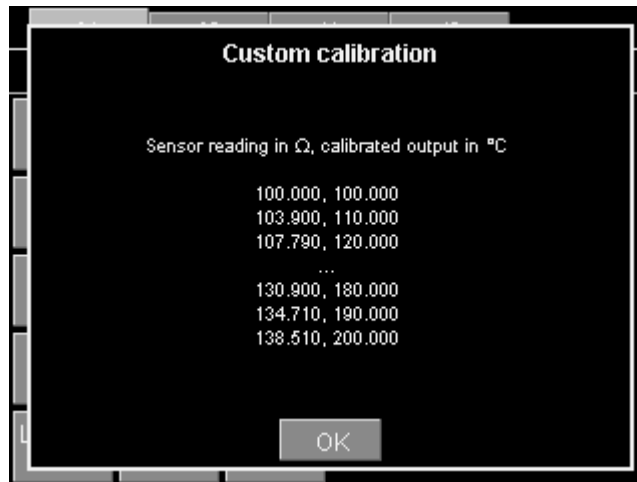 Custom calibration
Sensor reading in Ω, calibrated output in °C
100.000, 100.000
103.900, 110.000
107.790, 120.000
...
130.900, 180.000
134.710, 190.000
138.510, 200.000
OK